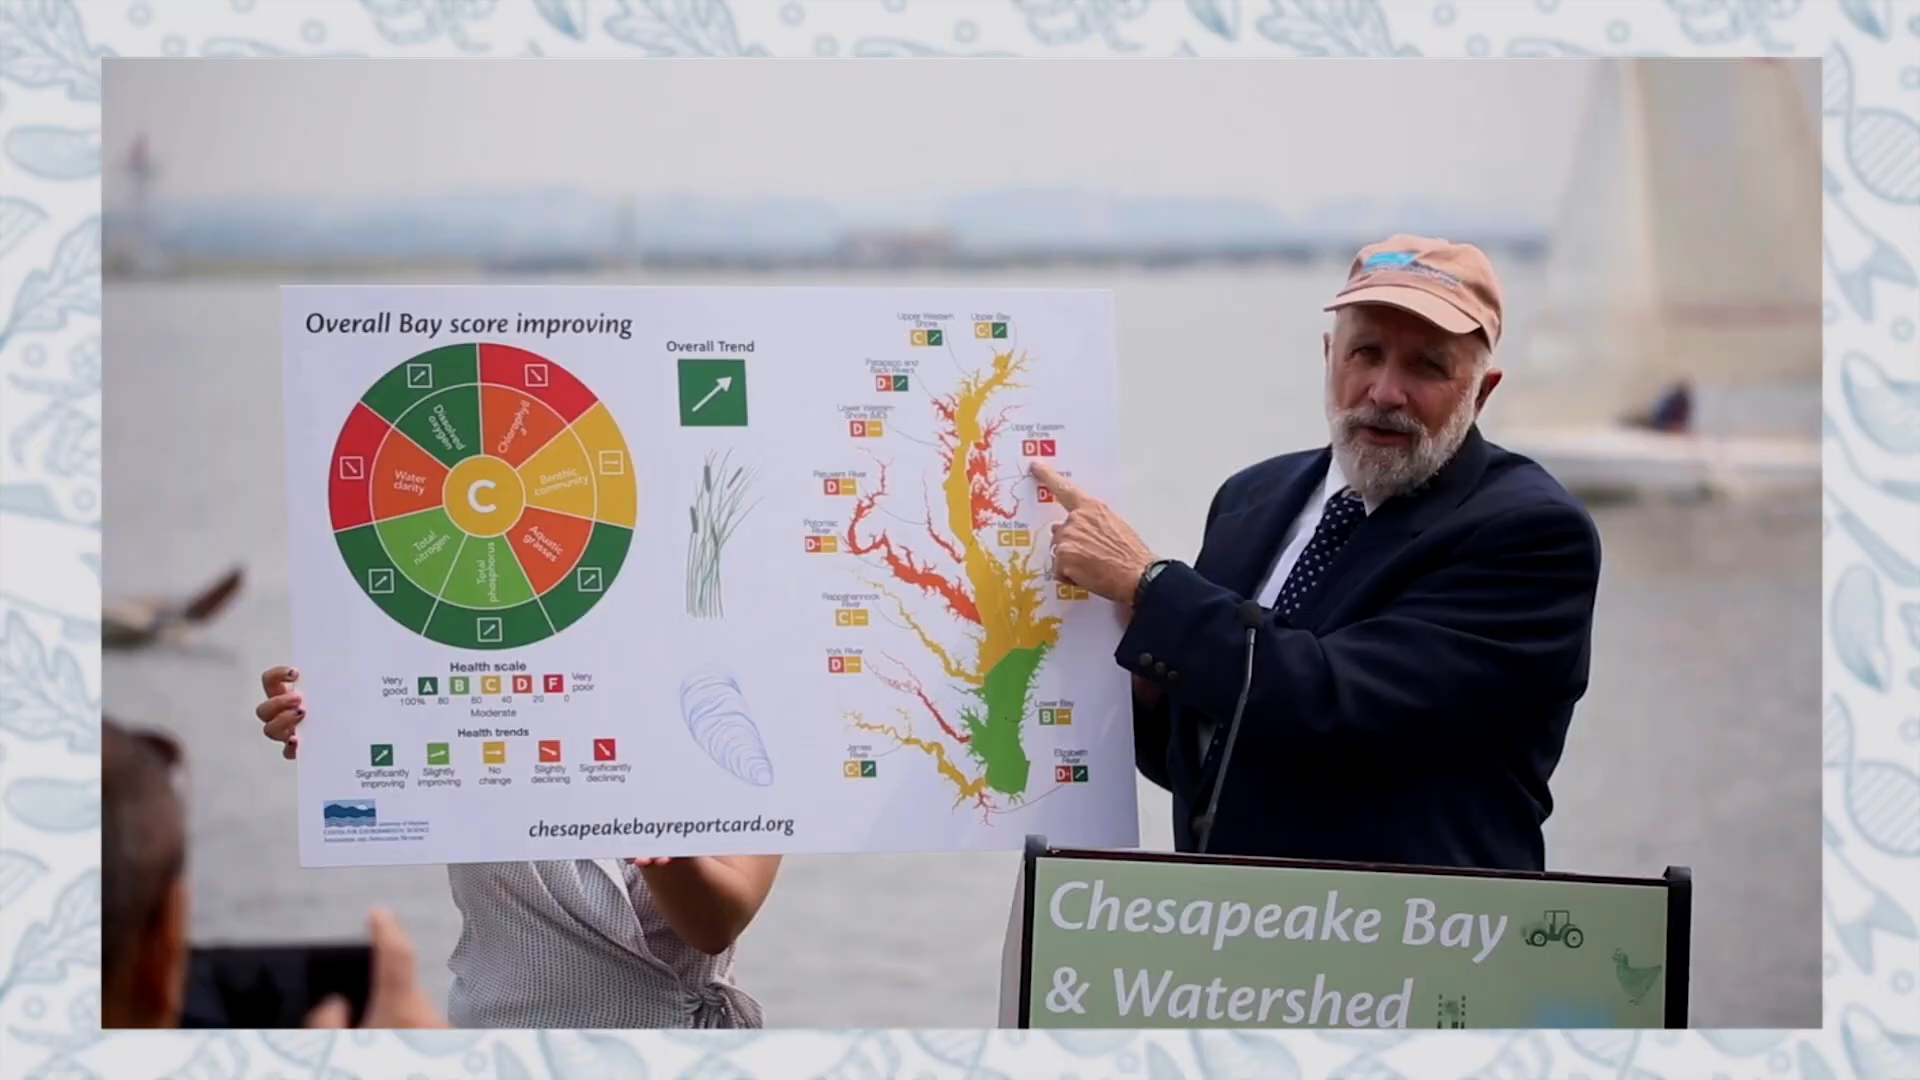 Overall Bay score improving
Overall Trend
Dissolved
oxygen
Chlorophyll
a
Water
clarity
C
Benthic
community
Total
nitrogen
Total
phosphorus
Aquatic
grasses
Health scale
Very
good
A B C D F
Very
poor
100% 80 60 40 20 0
Moderate
Health trends
Significantly
improving
Slightly
improving
No
change
Slightly
declining
Significantly
declining
chesapeakebayreportcard.org
Upper Western
Shore
C
Upper Bay
C-
Patapsco and
Back Rivers
D-
Lower Western
Shore (MD)
D
Upper Eastern
Shore
D
Patuxent River
D
D-
Potomac
River
D+
Mid Bay
C
Rappahannock
River
C-
C
York River
D
Lower Bay
B
James
River
C-
Elizabeth
River
D+
Chesapeake Bay
& Watershed